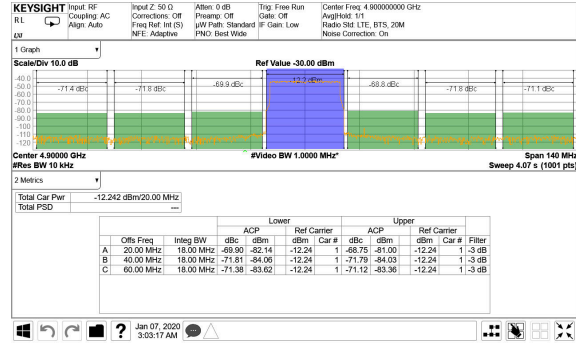 KEYSIGHT Input: RF Input Z: 50 Ω Atten: 0 dB Trig: Free Run Center Freq: 4.900000000 GHz
R L Coupling: AC Corrections: Off Preamp: Off Gate: Off Avg|Hold: 1/1
Align: Auto Freq Ref: Int (S) µW Path: Standard IF Gain: Low Radio Std: LTE, BTS, 20M
LXI NFE: Adaptive PNO: Best Wide Noise Correction: On
1 Graph
Scale/Div 10.0 dB Ref Value -30.00 dBm
-40.0
-50.0
-60.0
-70.0
-80.0
-90.0
-100
-110
-120
-71.4 dBc -71.8 dBc -69.9 dBc -12.2 dBm -68.8 dBc -71.8 dBc -71.1 dBc
Center 4.90000 GHz #Video BW 1.0000 MHz* Span 140 MHz
#Res BW 10 kHz Sweep 4.07 s (1001 pts)
2 Metrics
Total Car Pwr -12.242 dBm/20.00 MHz
Total PSD ---
Lower Upper
ACP Ref Carrier ACP Ref Carrier
Offs Freq Integ BW dBc dBm dBm Car # dBc dBm dBm Car # Filter
A 20.00 MHz 18.00 MHz -69.90 -82.14 -12.24 1 -68.75 -81.00 -12.24 1 -3 dB
B 40.00 MHz 18.00 MHz -71.81 -84.06 -12.24 1 -71.79 -84.03 -12.24 1 -3 dB
C 60.00 MHz 18.00 MHz -71.38 -83.62 -12.24 1 -71.12 -83.36 -12.24 1 -3 dB
? Jan 07, 2020
3:03:17 AM